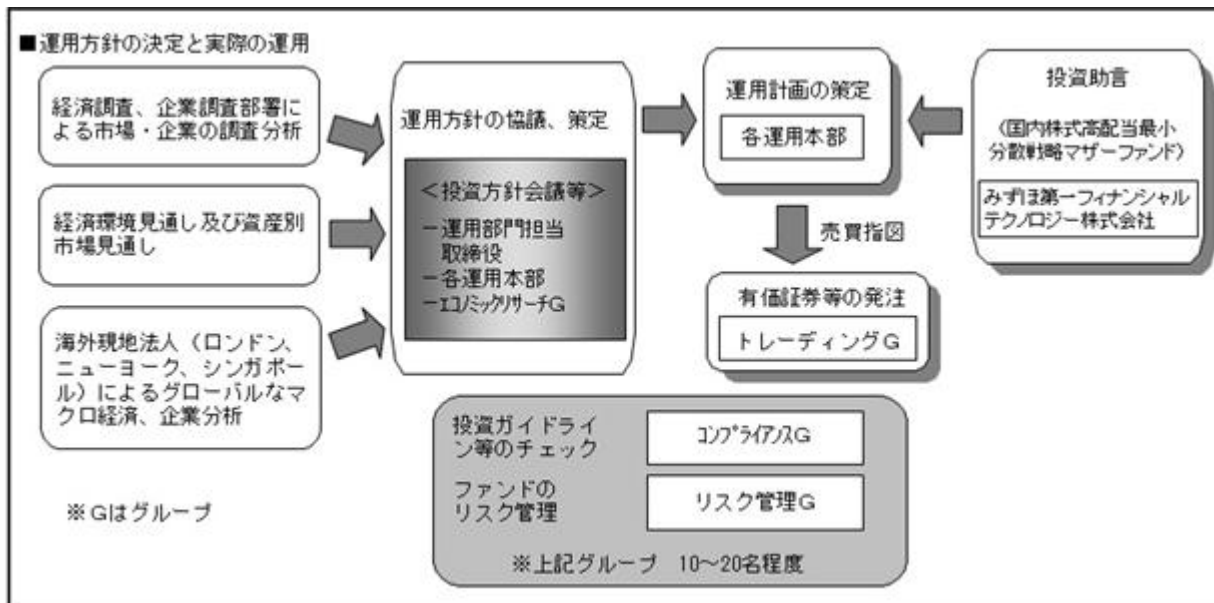 ■運用方針の決定と実際の運用
経済調査、企業調査部署に
よる市場・企業の調査分析
経済環境見通し及び資産別
市場見通し
海外現地法人（ロンドン、
ニューヨーク、シンガポー
ル）によるグローバルなマ
クロ経済、企業分析
※Gはグループ
運用方針の協議、策定
＜投資方針会議等＞
－運用部門担当
取締役
－各運用本部
－ｴｺﾉﾐｯｸﾘｻｰﾁG
運用計画の策定
各運用本部
売買指図
有価証券等の発注
トレーディングG
投資助言
（国内株式高配当最小
分散戦略マザーファンド）
みずほ第一フィナンシャル
テクノロジー株式会社
投資ガイドライ
ン等のチェック
ｺﾝﾌﾟﾗｲｱﾝｽG
ファンドの
リスク管理
リスク管理G
※上記グループ　10～20名程度